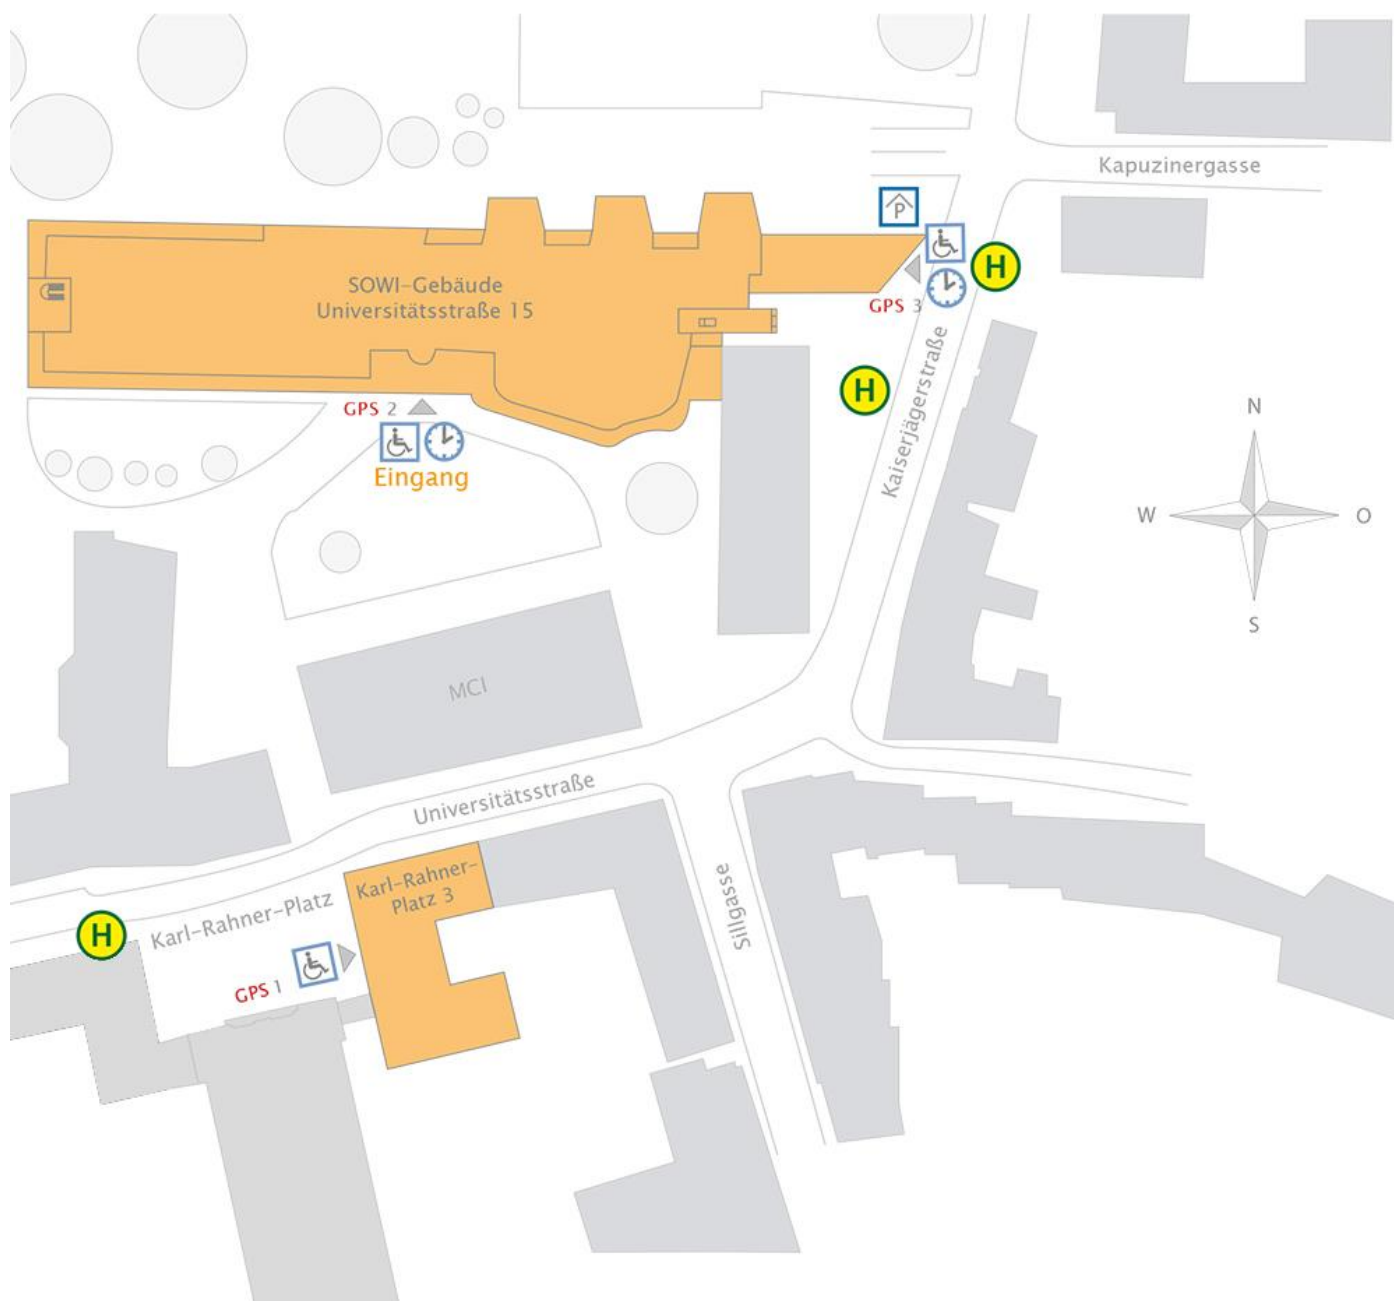 Kapuzinergasse
P
H
SOWI-Gebäude
Universitätsstraße 15
GPS 3
Kaiserjägerstraße
H
GPS 2
Eingang
N
W
O
S
MCI
Universitätsstraße
Karl-Rahner-
Platz 3
Sillgasse
Karl-Rahner-Platz
H
GPS 1